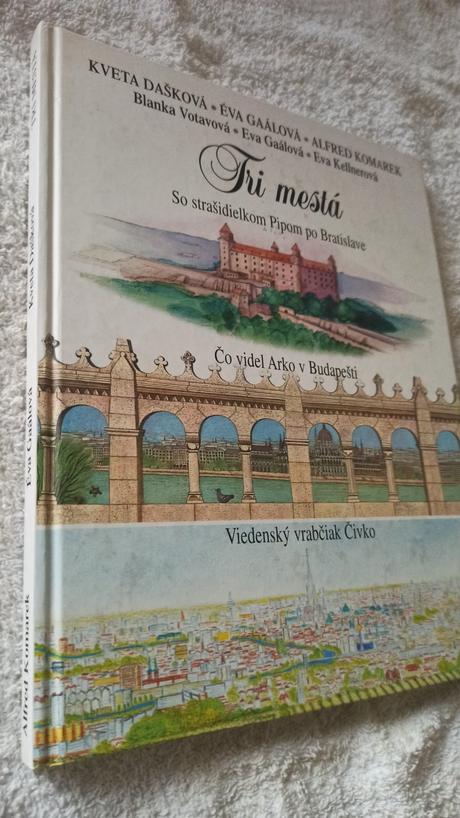 KVETA DAŠKOVÁ • ÉVA GAÁLOVÁ • ALFRED KOMAREK
Blanka Votavová • Eva Gaálová • Eva Kellnerová
Tri mestá
So strašidielkom Pipom po Bratislave
Čo videl Arko v Budapešti
Viedenský vrabčiak Čivko
Kveta Dašková
Éva Gaálová
Alfred Komarek